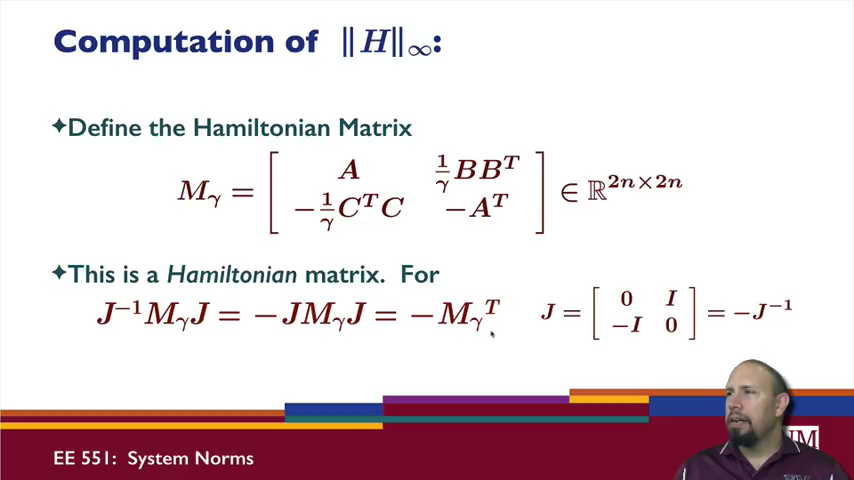 Computation of ‖H‖∞:
✦Define the Hamiltonian Matrix
M_γ = [ A  1/γ BB^T ; −1/γ C^T C  −A^T ] ∈ ℝ^{2n×2n}
✦This is a Hamiltonian matrix. For
J^{−1}M_γJ = −JM_γJ = −M_γ^T  J = [ 0  I ; −I  0 ] = −J^{−1}
EE 551: System Norms